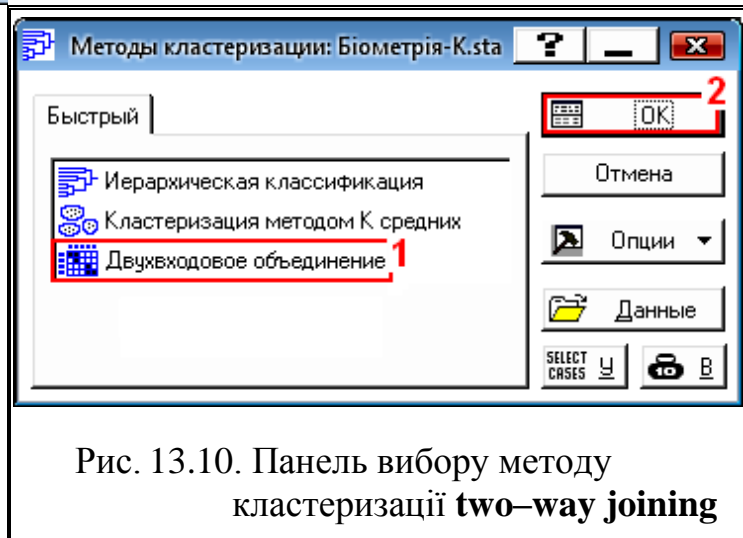 Методы кластеризации: Біометрія-K.sta
?
Быстрый
2
OK
Иерархическая классификация
Отмена
Кластеризация методом K средних
Двухвходовое объединение
1
Опции
Данные
SELECT
CASES
У
10
В
Рис. 13.10. Панель вибору методу
кластеризації two–way joining